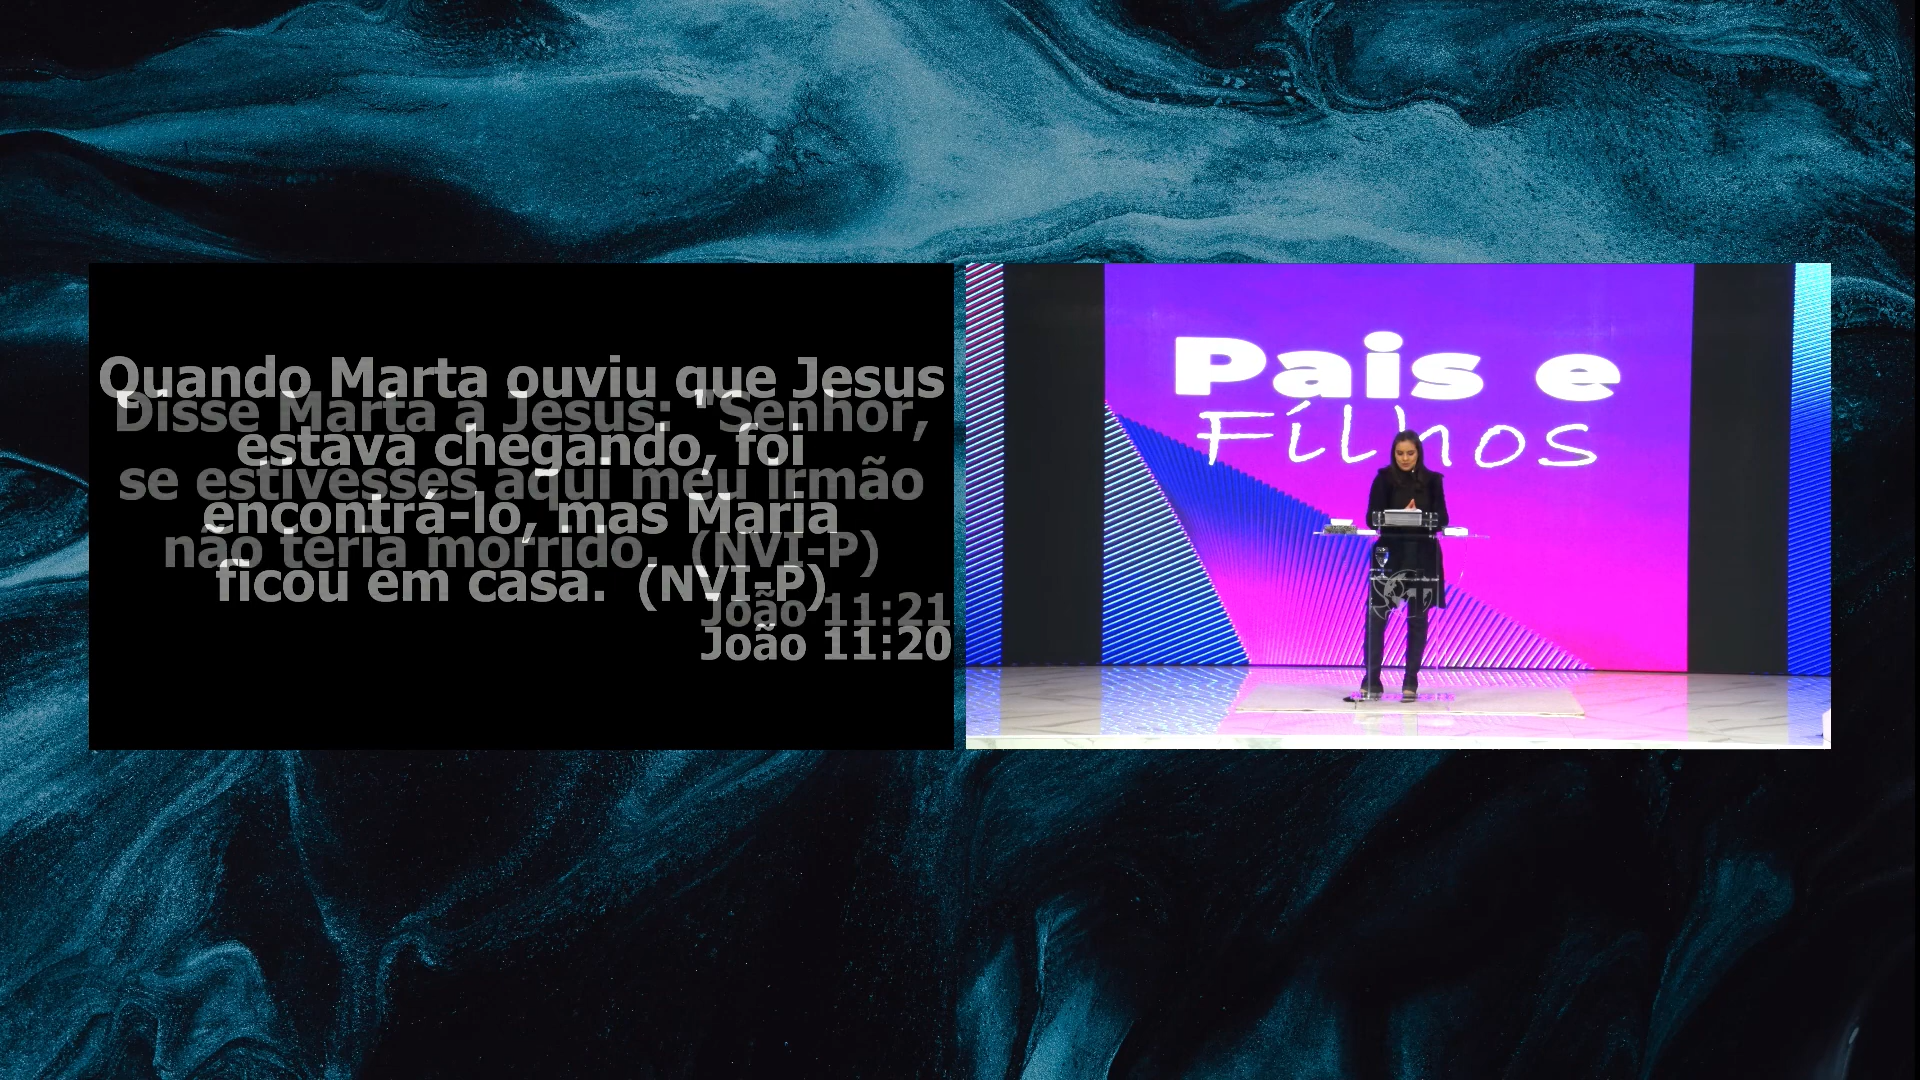 Quando Marta ouviu que Jesus
estava chegando, foi
encontrá-lo, mas Maria
ficou em casa. (NVI-P)
João 11:20
Disse Marta a Jesus: "Senhor,
se estivesses aqui meu irmão
não teria morrido. (NVI-P)
João 11:21
Pais e
Filhos